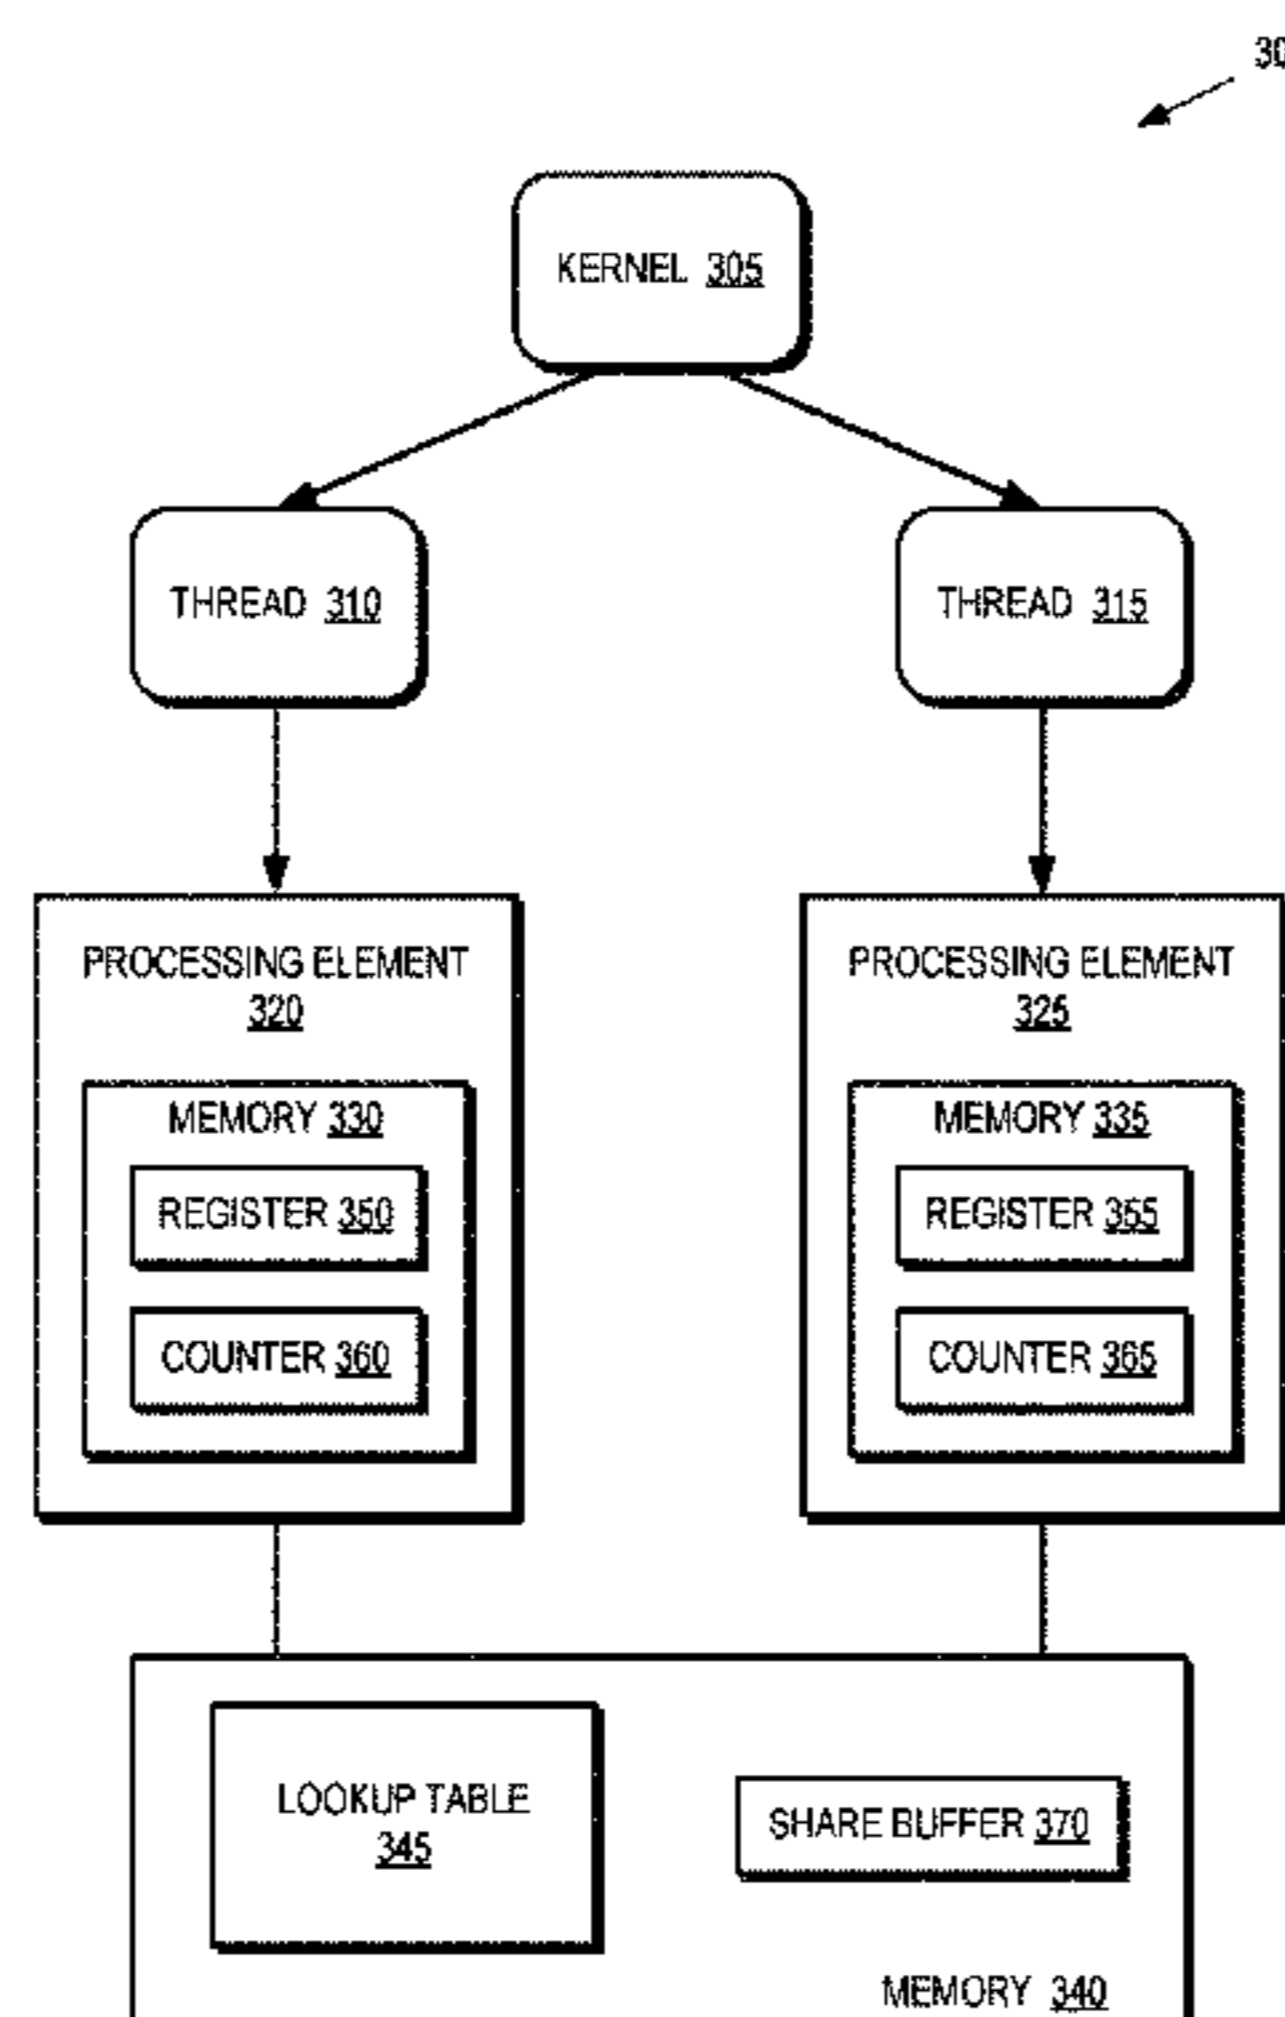 KERNEL 305
THREAD 310
THREAD 315
PROCESSING ELEMENT
320
PROCESSING ELEMENT
325
MEMORY 330
MEMORY 335
REGISTER 350
REGISTER 355
COUNTER 360
COUNTER 365
LOOKUP TABLE
345
SHARE BUFFER 370
MEMORY 340